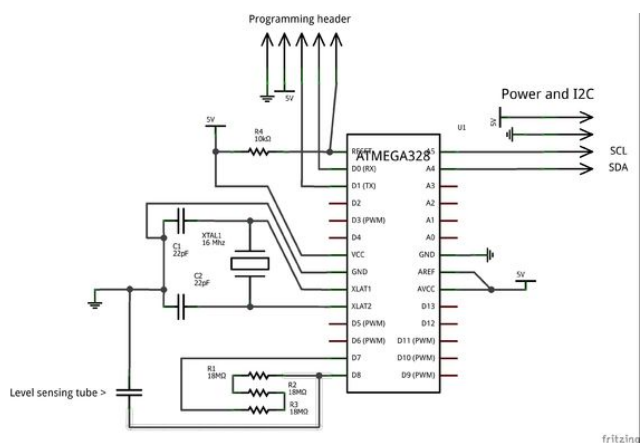 Programming header
5V
Power and I2C
5V
5V
R4
10kΩ
U1
SCL
SDA
RESET
ATMEGA328
A5
D0 (RX)
A4
D1 (TX)
A3
D2
A2
D3 (PWM)
A1
D4
A0
VCC
GND
GND
AREF
XLAT1
AVCC
5V
XLAT2
D13
D5 (PWM)
D12
D6 (PWM)
D11 (PWM)
D7
D10 (PWM)
D8
D9 (PWM)
C1
22pF
XTAL1
16 Mhz
C2
22pF
R1
18MΩ
R2
18MΩ
R3
18MΩ
Level sensing tube >
fritzing